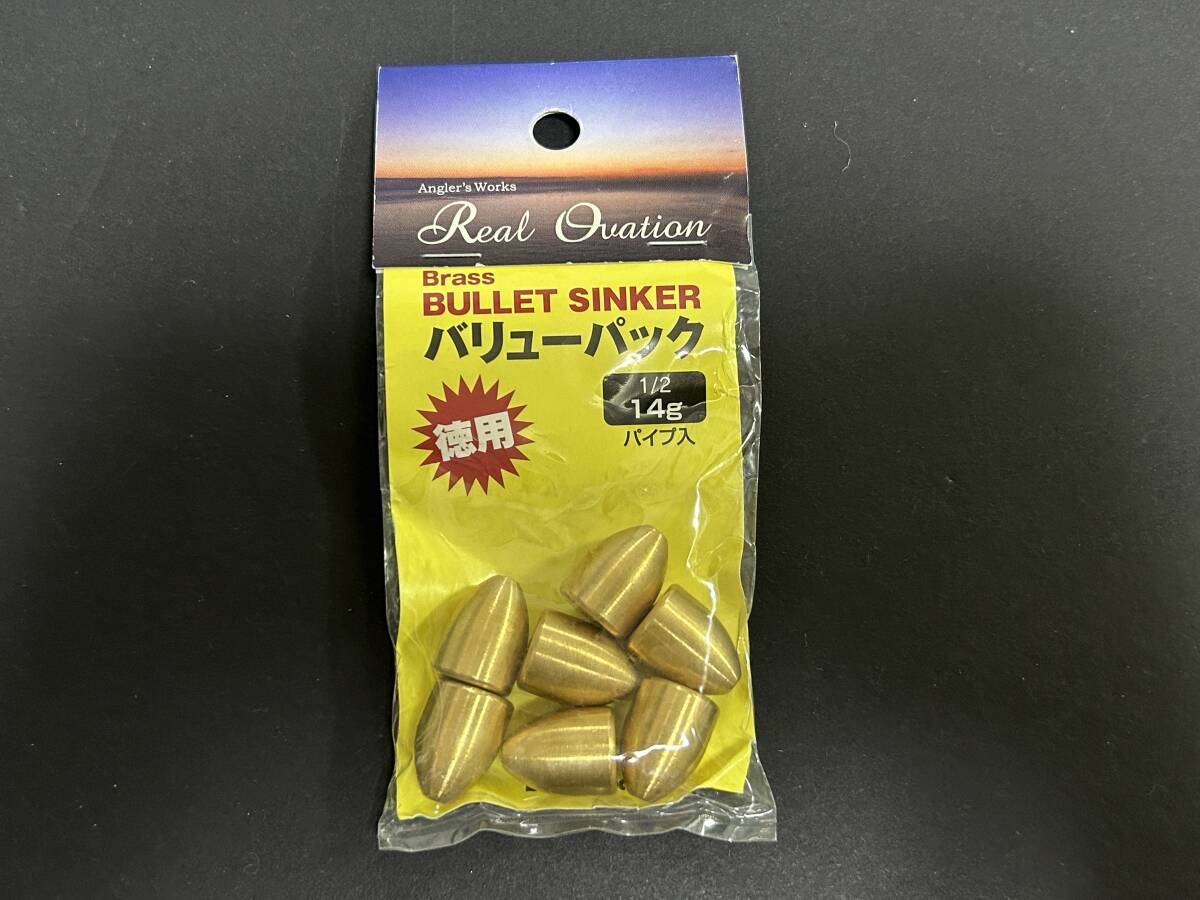 Angler's Works
Real Ovation
Brass
BULLET SINKER
バリューパック
徳用
1/2
14g
パイプ入